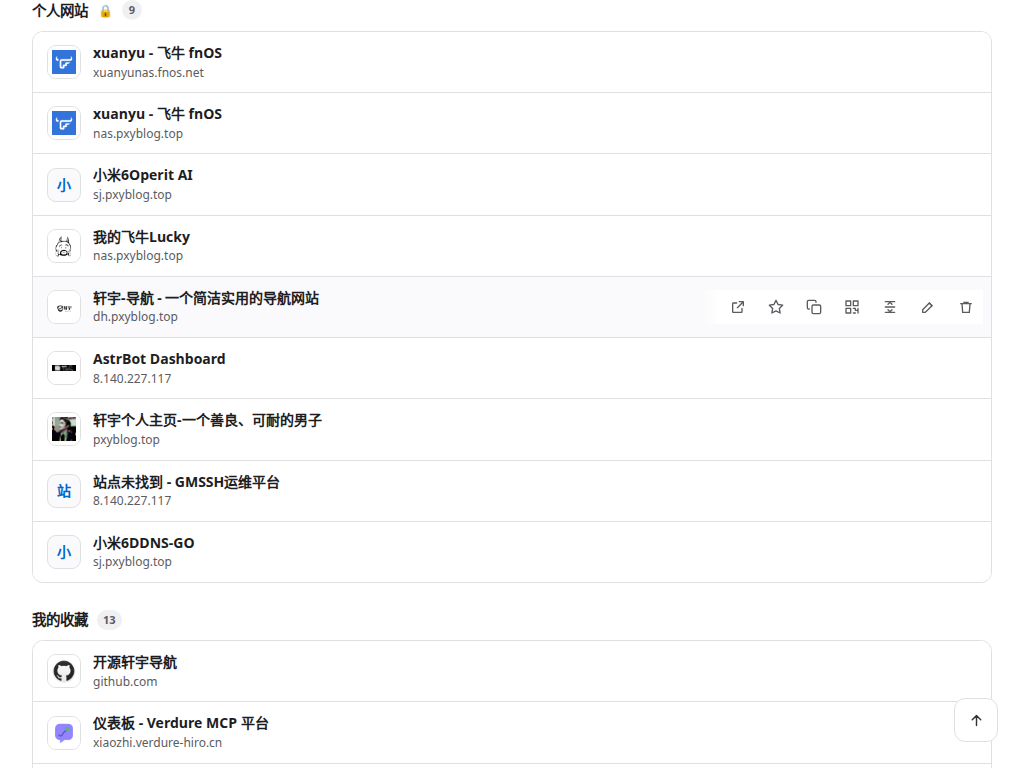 个人网站 🔒 9
xuanyu - 飞牛 fnOS
xuanyunas.fnos.net
xuanyu - 飞牛 fnOS
nas.pxyblog.top
小
小米6Operit AI
sj.pxyblog.top
我的飞牛Lucky
nas.pxyblog.top
轩宇-导航 - 一个简洁实用的导航网站
dh.pxyblog.top
AstrBot Dashboard
8.140.227.117
轩宇个人主页-一个善良、可耐的男子
pxyblog.top
站
站点未找到 - GMSSH运维平台
8.140.227.117
小
小米6DDNS-GO
sj.pxyblog.top
我的收藏 13
开源轩宇导航
github.com
仪表板 - Verdure MCP 平台
xiaozhi.verdure-hiro.cn